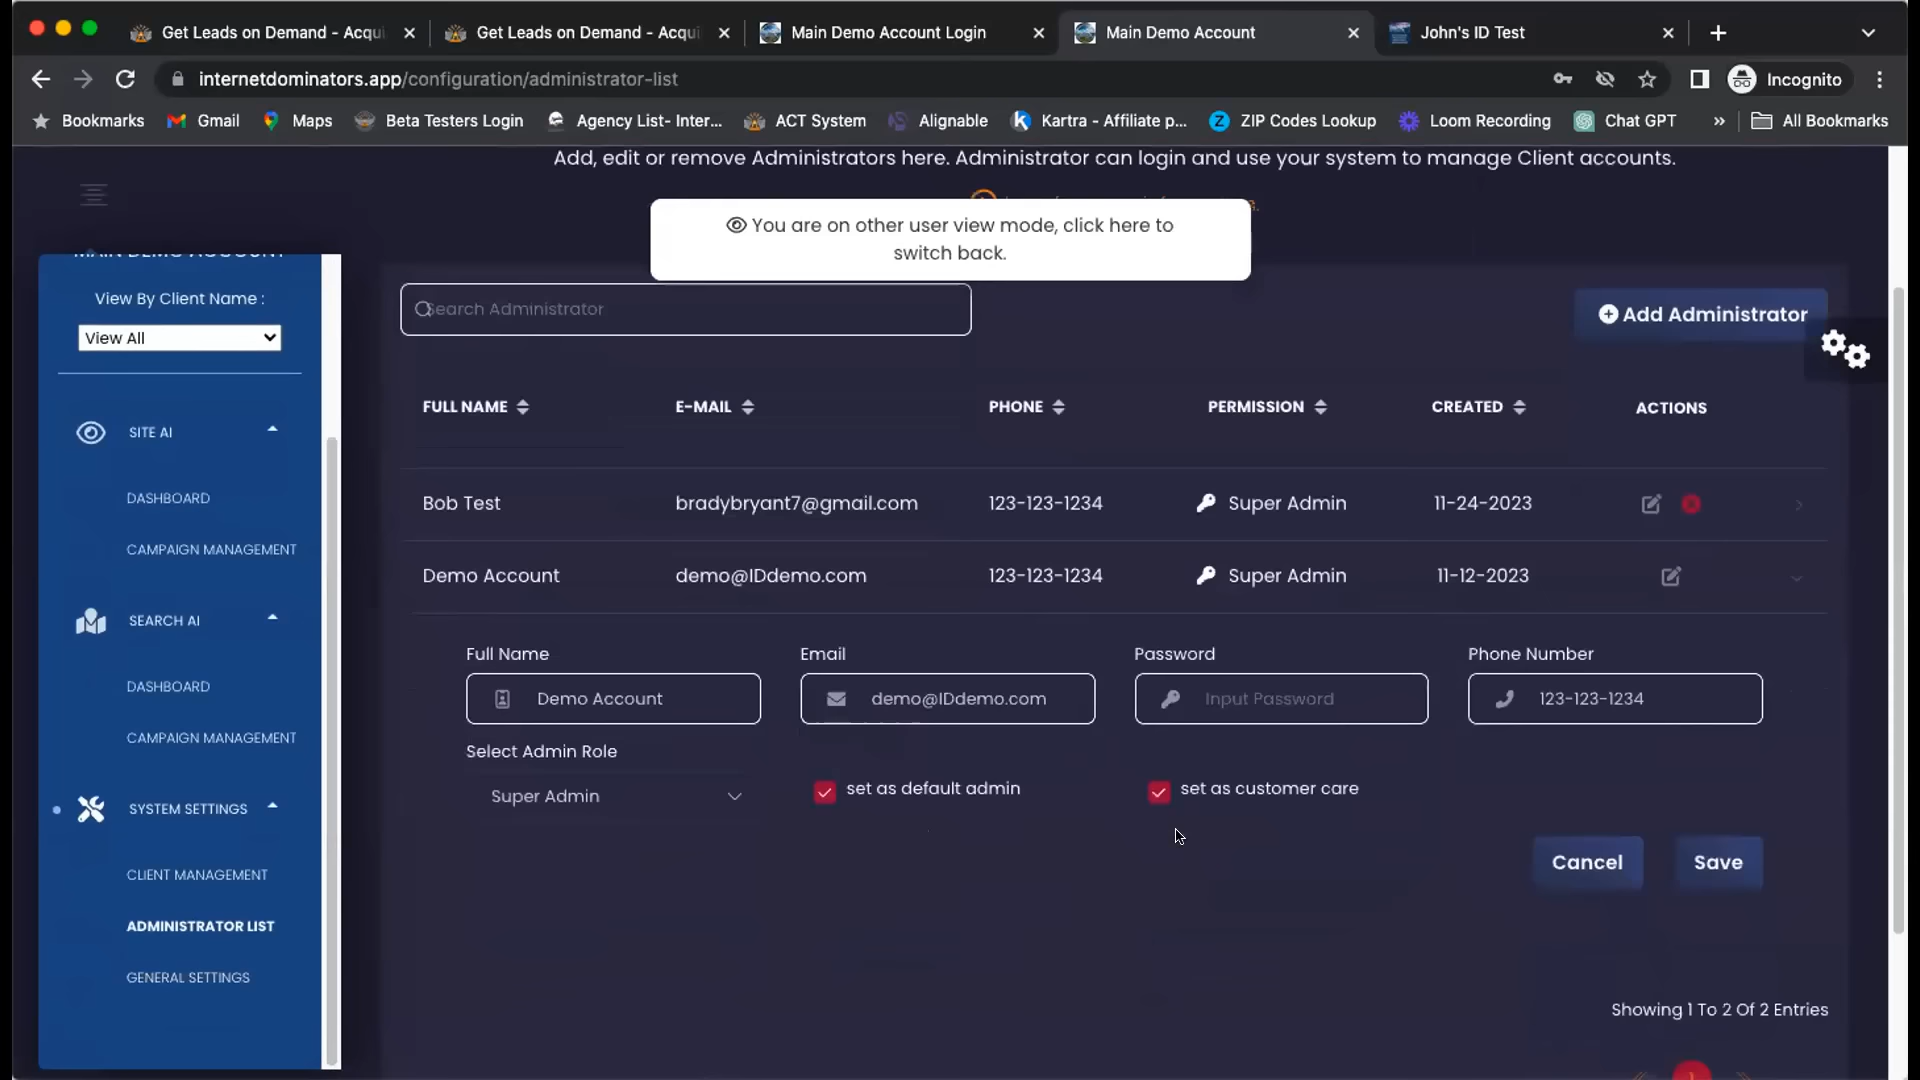 Get Leads on Demand - Acqui
Get Leads on Demand - Acqui
Main Demo Account Login
Main Demo Account
John's ID Test
internetdominators.app/configuration/administrator-list
Incognito
Bookmarks
Gmail
Maps
Beta Testers Login
Agency List- Inter...
ACT System
Alignable
Kartra - Affiliate p...
ZIP Codes Lookup
Loom Recording
Chat GPT
»
All Bookmarks
Add, edit or remove Administrators here. Administrator can login and use your system to manage Client accounts.
You are on other user view mode, click here to
switch back.
MAIN DEMO ACCOUNT
View By Client Name :
View All
SITE AI
DASHBOARD
CAMPAIGN MANAGEMENT
SEARCH AI
DASHBOARD
CAMPAIGN MANAGEMENT
SYSTEM SETTINGS
CLIENT MANAGEMENT
ADMINISTRATOR LIST
GENERAL SETTINGS
Search Administrator
Add Administrator
FULL NAME E-MAIL PHONE PERMISSION CREATED ACTIONS
Bob Test bradybryant7@gmail.com 123-123-1234 Super Admin 11-24-2023
Demo Account demo@IDdemo.com 123-123-1234 Super Admin 11-12-2023
Full Name Email Password Phone Number
Demo Account demo@IDdemo.com Input Password 123-123-1234
Select Admin Role
Super Admin set as default admin set as customer care
Cancel Save
Showing 1 To 2 Of 2 Entries